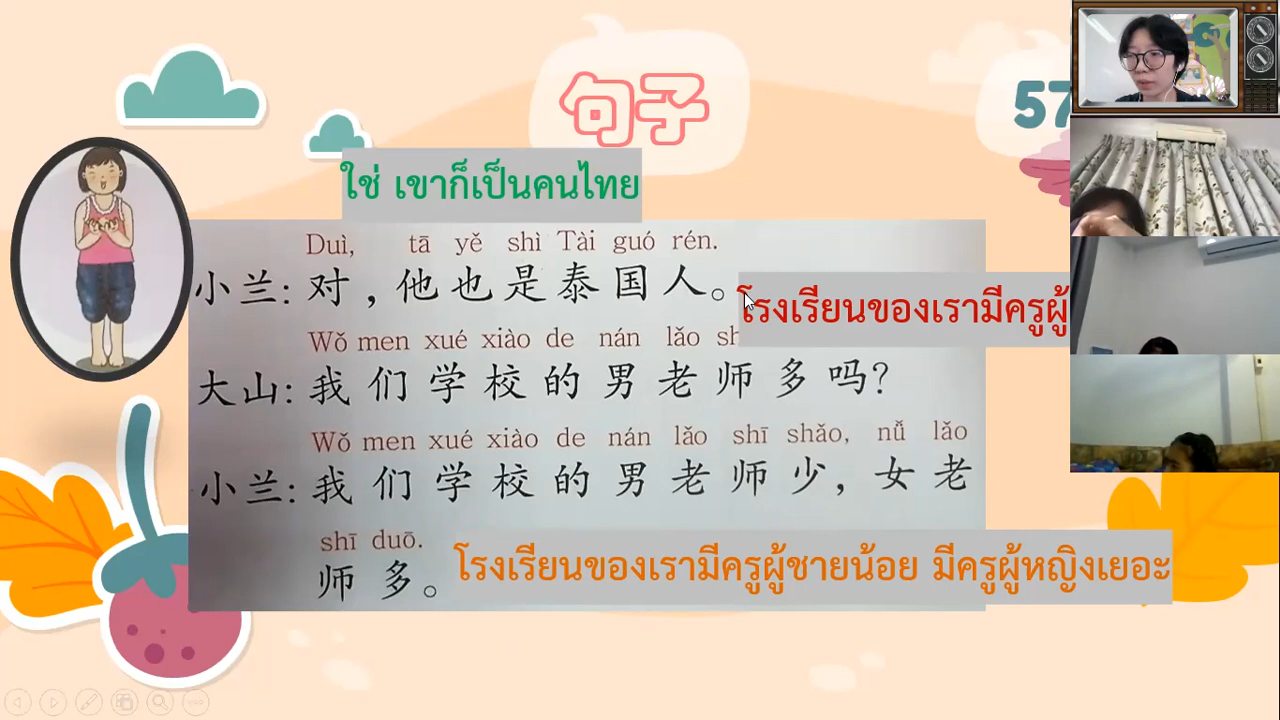 句子
57
ใช่ เขาก็เป็นคนไทย
Duì, tā yě shì Tài guó rén.
小兰: 对，他也是泰国人。
โรงเรียนของเรามีครูผู้
Wǒ men xué xiào de nán lǎo sh
大山: 我们学校的男老师多吗?
Wǒ men xué xiào de nán lǎo shī shǎo, nǚ lǎo
小兰: 我们学校的男老师少，女老
shī duō.
师多。
โรงเรียนของเรามีครูผู้ชายน้อย มีครูผู้หญิงเยอะ